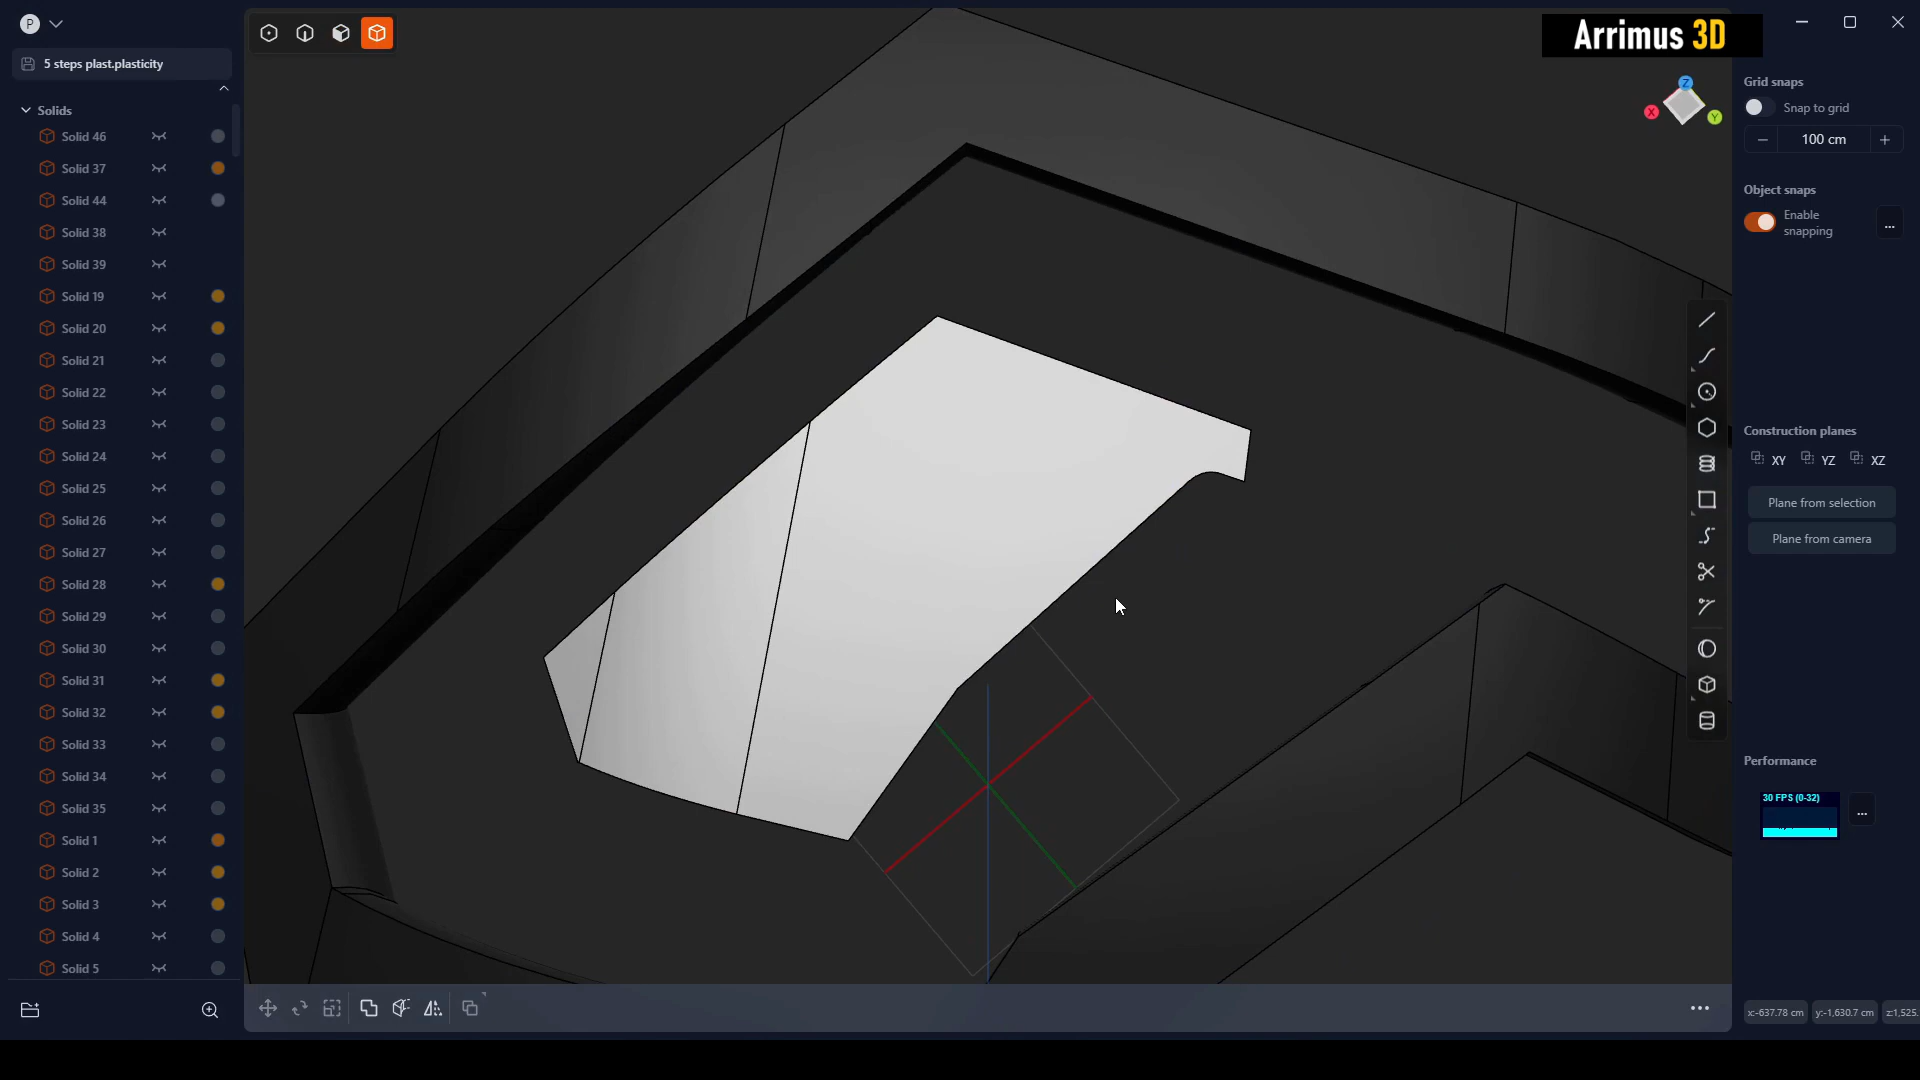 P
5 steps plast.plasticity
Solids
Solid 46
Solid 37
Solid 44
Solid 38
Solid 39
Solid 19
Solid 20
Solid 21
Solid 22
Solid 23
Solid 24
Solid 25
Solid 26
Solid 27
Solid 28
Solid 29
Solid 30
Solid 31
Solid 32
Solid 33
Solid 34
Solid 35
Solid 1
Solid 2
Solid 3
Solid 4
Solid 5
Arrimus 3D
Z
X
Y
Grid snaps
Snap to grid
100 cm
Object snaps
Enable
snapping
...
Construction planes
XY YZ XZ
Plane from selection
Plane from camera
Performance
30 FPS (0-32)
...
x:-637.78 cm y:-1,630.7 cm z:1,525.